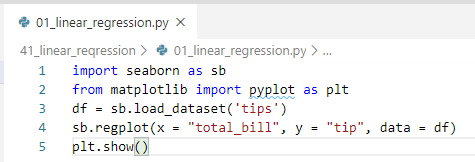 01_linear_regression.py ×
41_linear_reqression > 01_linear_regression.py > ...
1 import seaborn as sb
2 from matplotlib import pyplot as plt
3 df = sb.load_dataset('tips')
4 sb.regplot(x = "total_bill", y = "tip", data = df)
5 plt.show()